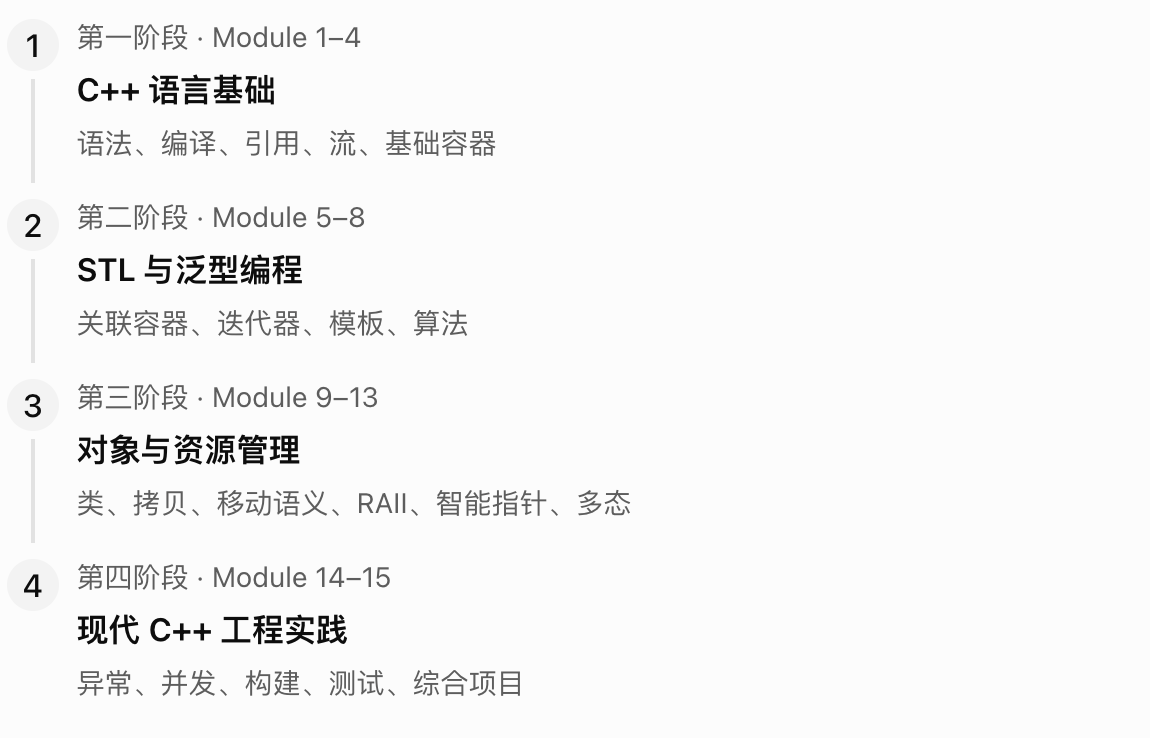 1
第一阶段 · Module 1–4
C++ 语言基础
语法、编译、引用、流、基础容器
2
第二阶段 · Module 5–8
STL 与泛型编程
关联容器、迭代器、模板、算法
3
第三阶段 · Module 9–13
对象与资源管理
类、拷贝、移动语义、RAII、智能指针、多态
4
第四阶段 · Module 14–15
现代 C++ 工程实践
异常、并发、构建、测试、综合项目